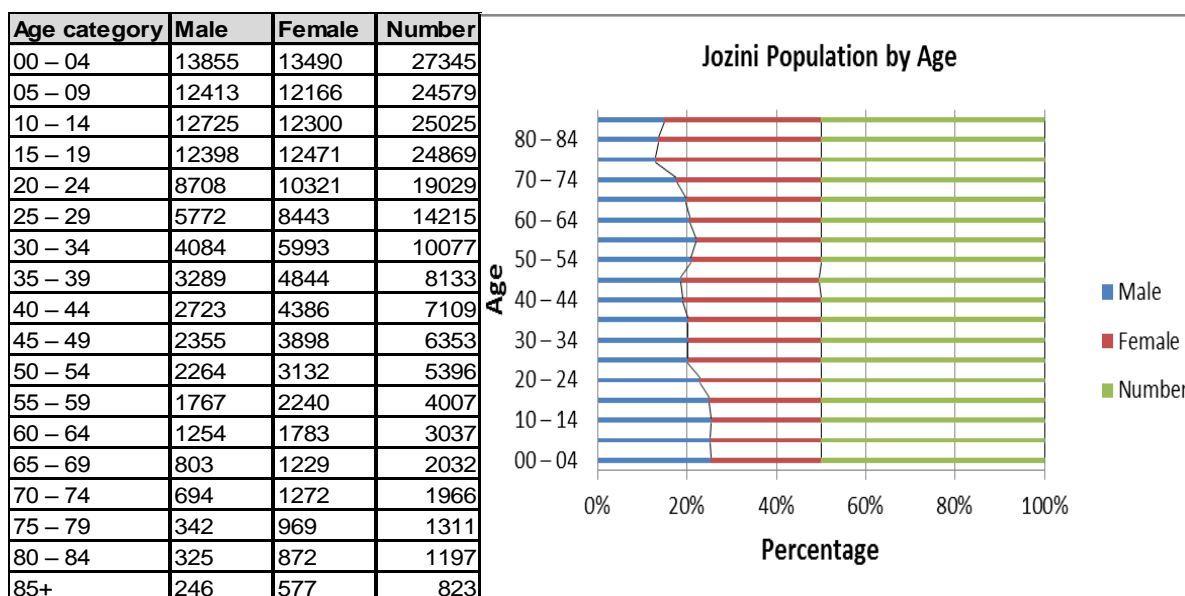 Age category Male Female Number
00 – 04 13855 13490 27345
05 – 09 12413 12166 24579
10 – 14 12725 12300 25025
15 – 19 12398 12471 24869
20 – 24 8708 10321 19029
25 – 29 5772 8443 14215
30 – 34 4084 5993 10077
35 – 39 3289 4844 8133
40 – 44 2723 4386 7109
45 – 49 2355 3898 6353
50 – 54 2264 3132 5396
55 – 59 1767 2240 4007
60 – 64 1254 1783 3037
65 – 69 803 1229 2032
70 – 74 694 1272 1966
75 – 79 342 969 1311
80 – 84 325 872 1197
85+ 246 577 823
Jozini Population by Age
Age
80 – 84
70 – 74
60 – 64
50 – 54
40 – 44
30 – 34
20 – 24
10 – 14
00 – 04
0% 20% 40% 60% 80% 100%
Percentage
Male
Female
Number